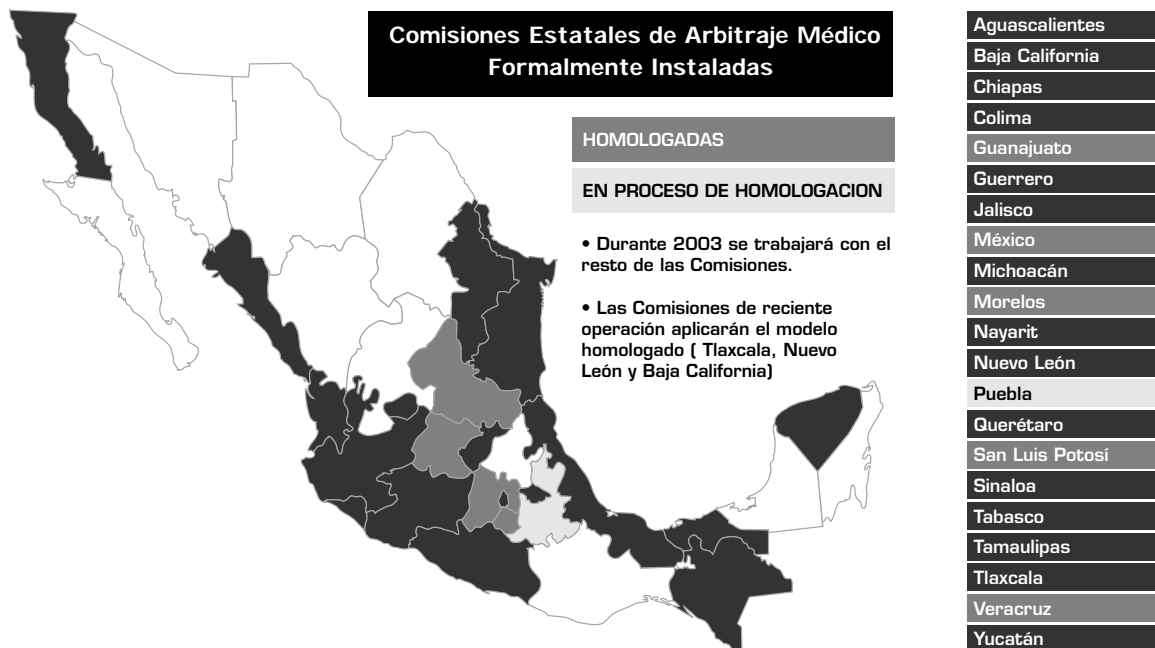 Comisiones Estatales de Arbitraje Médico
Formalmente Instaladas
HOMOLOGADAS
EN PROCESO DE HOMOLOGACION
• Durante 2003 se trabajará con el
resto de las Comisiones.
• Las Comisiones de reciente
operación aplicarán el modelo
homologado ( Tlaxcala, Nuevo
León y Baja California)
Aguascalientes
Baja California
Chiapas
Colima
Guanajuato
Guerrero
Jalisco
México
Michoacán
Morelos
Nayarit
Nuevo León
Puebla
Querétaro
San Luis Potosí
Sinaloa
Tabasco
Tamaulipas
Tlaxcala
Veracruz
Yucatán